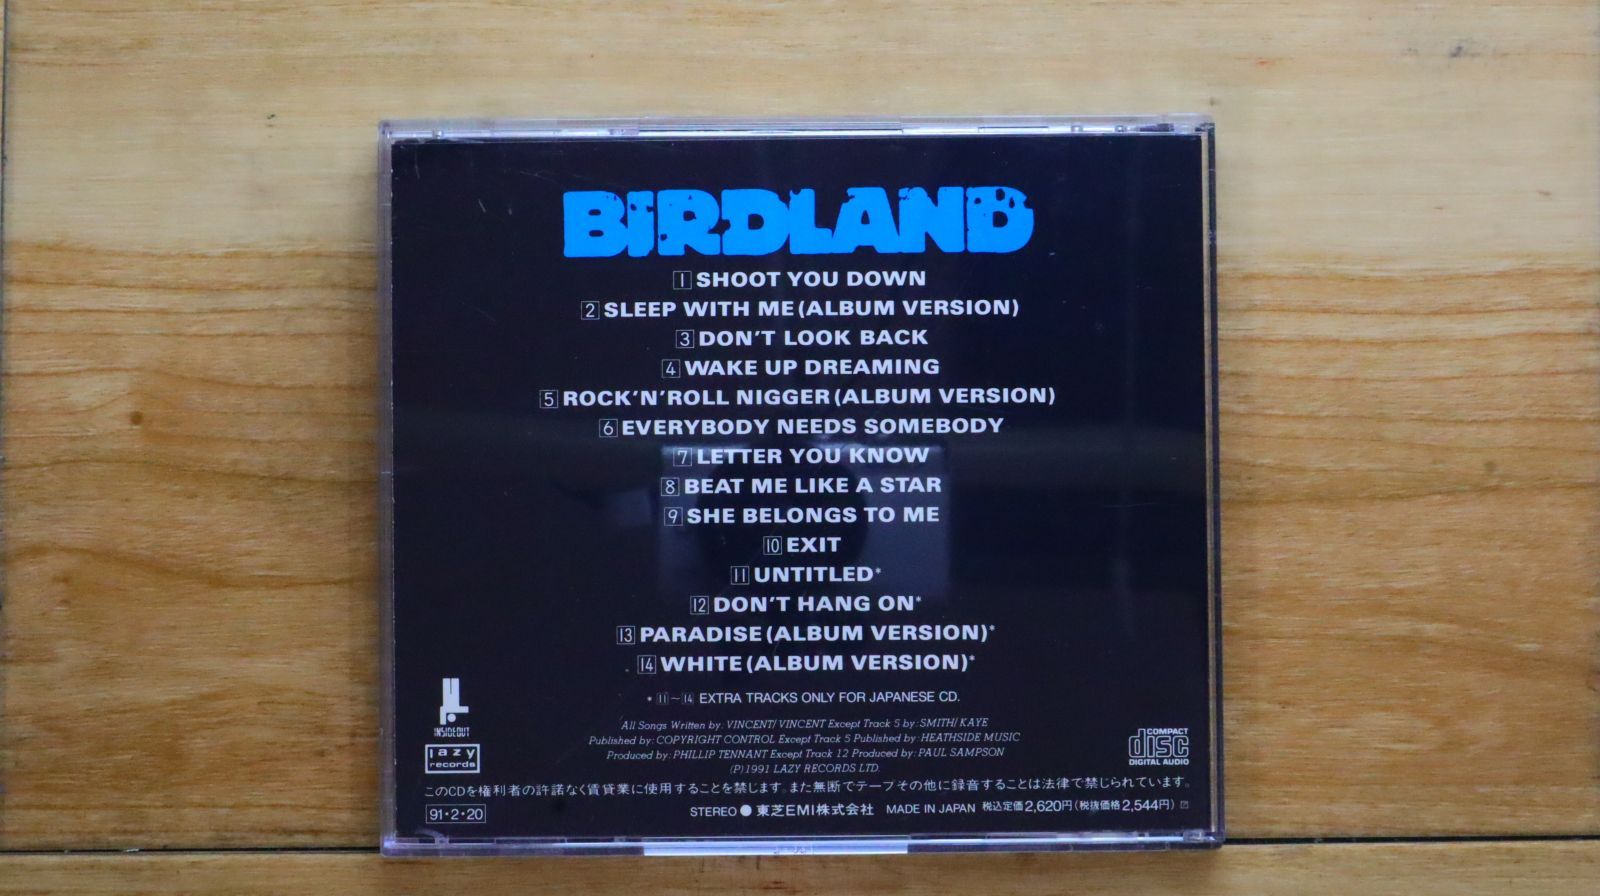 BIRDLAND
1 SHOOT YOU DOWN
2 SLEEP WITH ME (ALBUM VERSION)
3 DON'T LOOK BACK
4 WAKE UP DREAMING
5 ROCK'N'ROLL NIGGER (ALBUM VERSION)
6 EVERYBODY NEEDS SOMEBODY
7 LETTER YOU KNOW
8 BEAT ME LIKE A STAR
9 SHE BELONGS TO ME
10 EXIT
11 UNTITLED*
12 DON'T HANG ON*
13 PARADISE (ALBUM VERSION)*
14 WHITE (ALBUM VERSION)*
* 11~14 EXTRA TRACKS ONLY FOR JAPANESE CD.
All Songs Written by: VINCENT/VINCENT Except Track 5 by: SMITH/KAYE
Published by: COPYRIGHT CONTROL Except Track 5 Published by: HEATHSIDE MUSIC
Produced by: PHILLIP TENNANT Except Track 12 Produced by: PAUL SAMPSON
(P) 1991 LAZY RECORDS LTD.
INSIDEOUT
lazy
records
COMPACT
disc
DIGITAL AUDIO
このCDを権利者の許諾なく賃貸業に使用することを禁じます。また無断でテープその他に録音することは法律で禁じられています。
91・2・20
STEREO ● 東芝EMI株式会社 MADE IN JAPAN 税込定価2,620円(税抜価格2,544円)